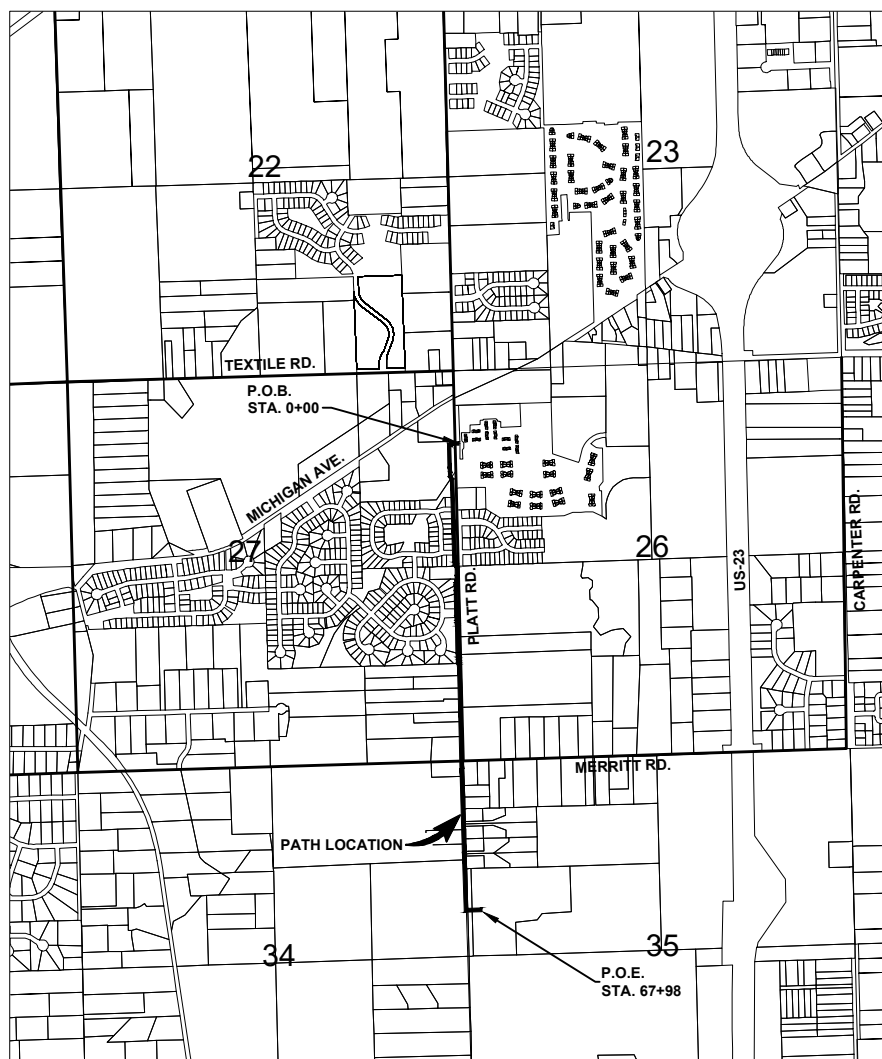 22
23
TEXTILE RD.
P.O.B.
STA. 0+00
MICHIGAN AVE.
27
26
PLATT RD.
US-23
CARPENTER RD.
MERRITT RD.
PATH LOCATION
34
35
P.O.E.
STA. 67+98